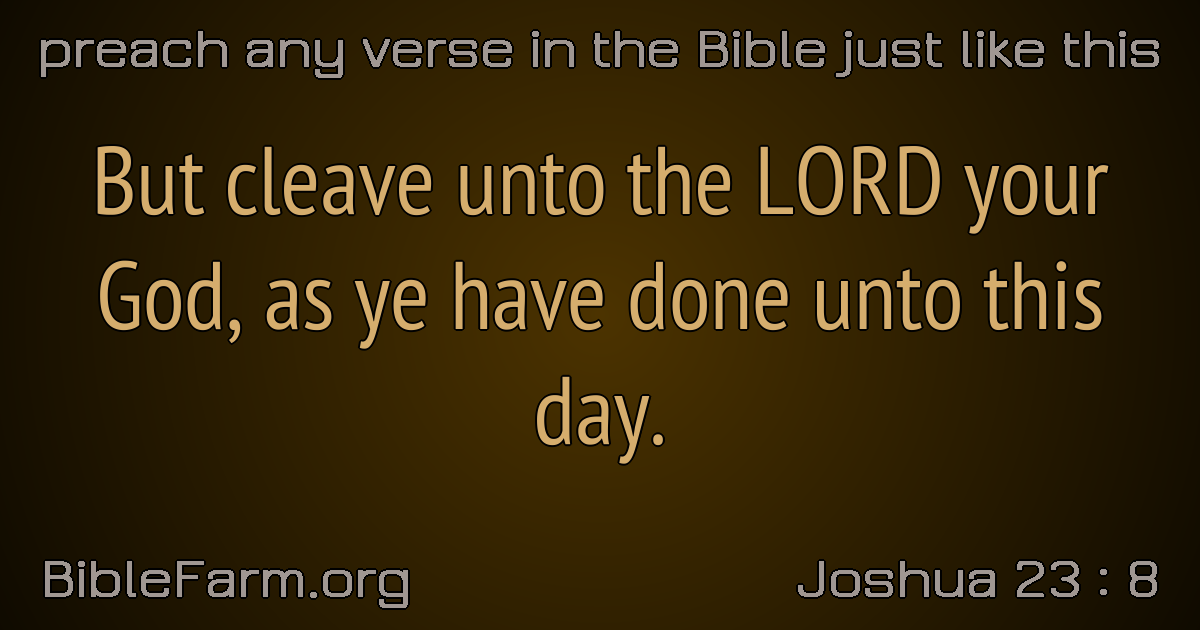 preach any verse in the Bible just like this
But cleave unto the LORD your
God, as ye have done unto this
day.
BibleFarm.org
Joshua 23 : 8